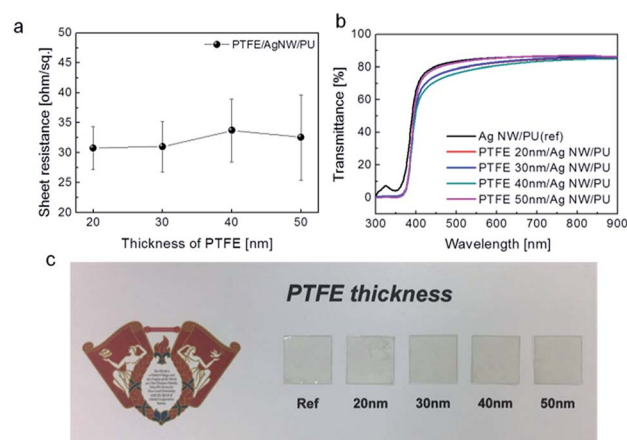 a
PTFE/AgNW/PU
Sheet resistance [ohm/sq.]
50
45
40
35
30
25
20
20
30
40
50
Thickness of PTFE [nm]
b
Transmittance [%]
100
80
60
40
20
0
Ag NW/PU(ref)
PTFE 20nm/Ag NW/PU
PTFE 30nm/Ag NW/PU
PTFE 40nm/Ag NW/PU
PTFE 50nm/Ag NW/PU
300
400
500
600
700
800
900
Wavelength [nm]
c
PTFE thickness
Ref
20nm
30nm
40nm
50nm